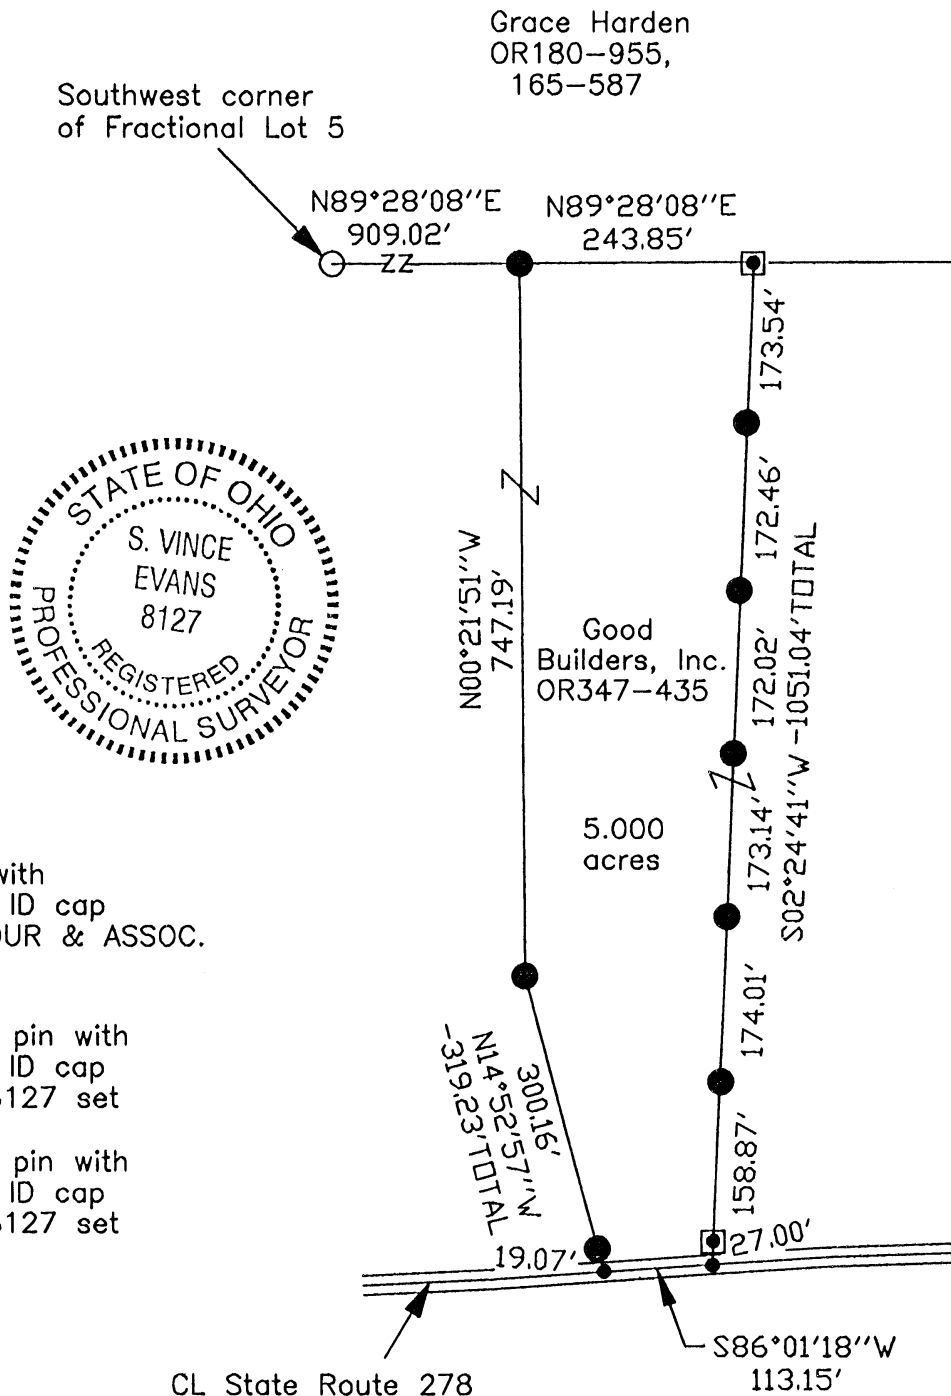 Grace Harden
OR180-955,
165-587
Southwest corner
of Fractional Lot 5
N89°28'08''E
909.02'
ZZ
N89°28'08''E
243.85'
173.54'
172.46'
172.02'
173.14'
174.01'
158.87'
S02°24'41''W -1051.04'TOTAL
N00°21'51''W
747.19'
STATE OF OHIO
S. VINCE
EVANS
8127
REGISTERED
PROFESSIONAL SURVEYOR
Good
Builders, Inc.
OR347-435
5.000
acres
with
ID cap
OUR & ASSOC.
pin with
ID cap
8127 set
pin with
ID cap
8127 set
300.16'
N14°52'57''W
-319.23'TOTAL
19.07'
27.00'
S86°01'18''W
113.15'
CL State Route 278